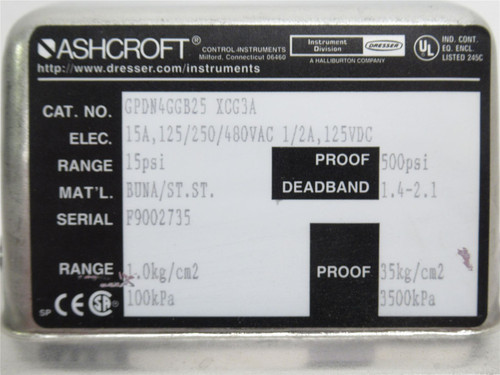 ASHCROFT® CONTROL-INSTRUMENTS Milford, Connecticut 06460
http://www.dresser.com/instruments
Instrument Division DRESSER
A HALLIBURTON COMPANY
UL IND. CONT. EQ. ENCL. LISTED 245C
CAT. NO. GPDN4GGB25 XCG3A
ELEC. 15A,125/250/480VAC 1/2A,125VDC
RANGE 15psi PROOF 500psi
MAT'L. BUNA/ST.ST. DEADBAND 1.4-2.1
SERIAL F9002735
RANGE 1.0kg/cm2 PROOF 35kg/cm2
100kPa 3500kPa
SP CE SA